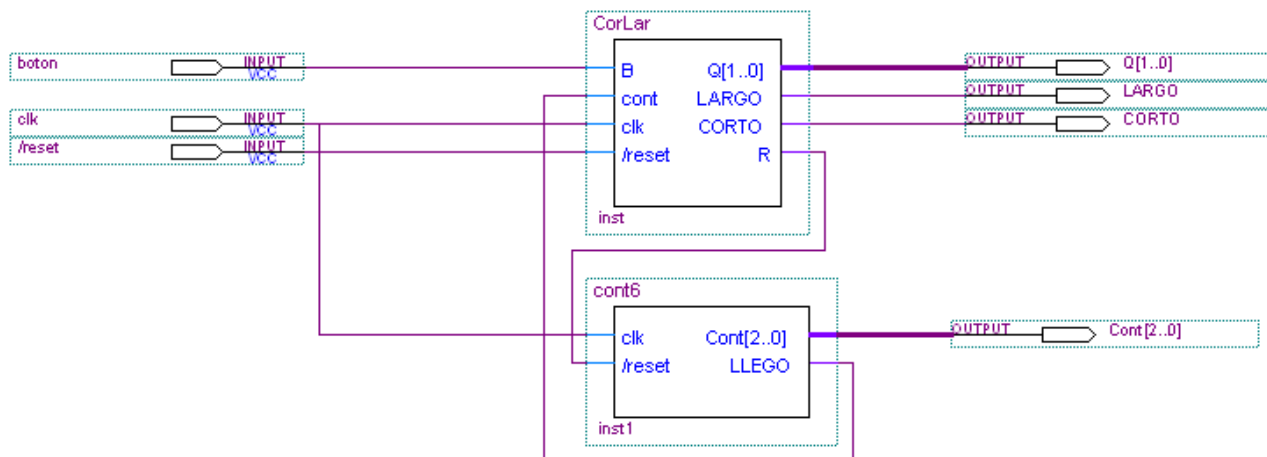 CorLar
boton INPUT VCC
B Q[1..0] OUTPUT Q[1..0]
cont LARGO OUTPUT LARGO
clk INPUT VCC clk CORTO OUTPUT CORTO
/reset INPUT VCC /reset R
inst
cont6
clk Cont[2..0] OUTPUT Cont[2..0]
/reset LLEGO
inst1